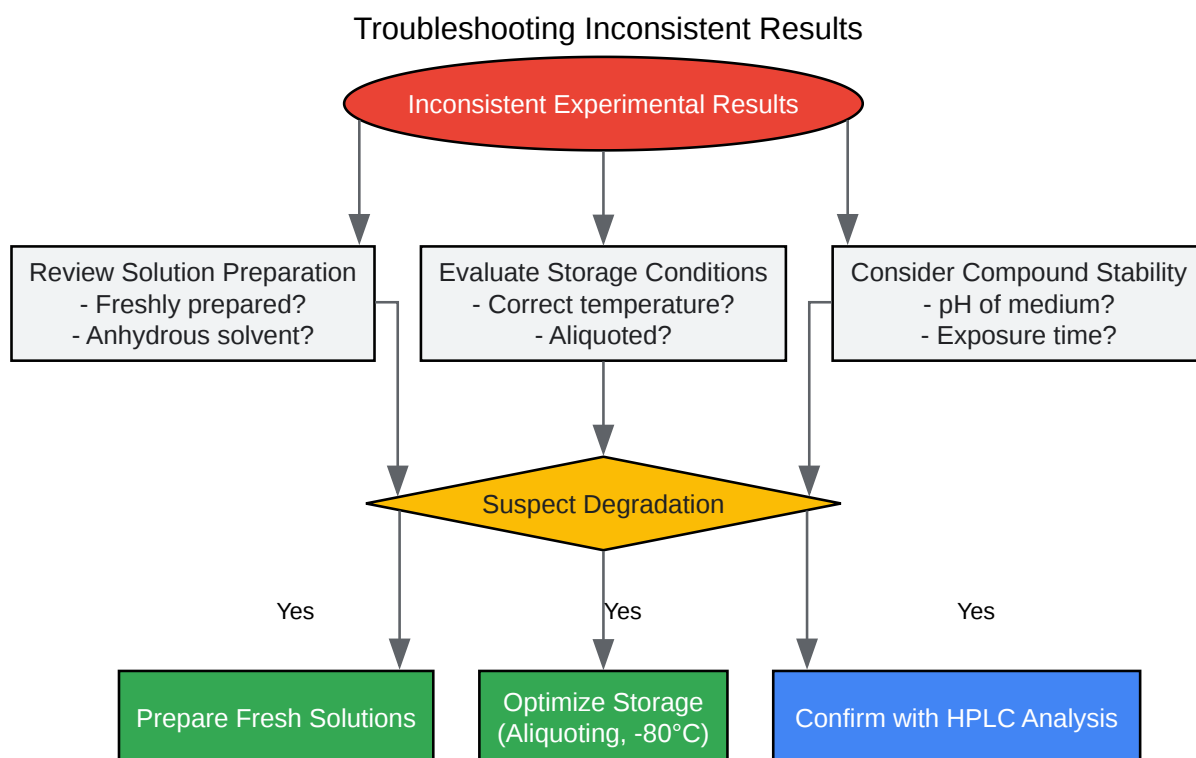 Troubleshooting Inconsistent Results
Inconsistent Experimental Results
Review Solution Preparation
- Freshly prepared?
- Anhydrous solvent?
Evaluate Storage Conditions
- Correct temperature?
- Aliquoted?
Consider Compound Stability
- pH of medium?
- Exposure time?
Suspect Degradation
Yes
Yes
Yes
Prepare Fresh Solutions
Optimize Storage
(Aliquoting, -80°C)
Confirm with HPLC Analysis